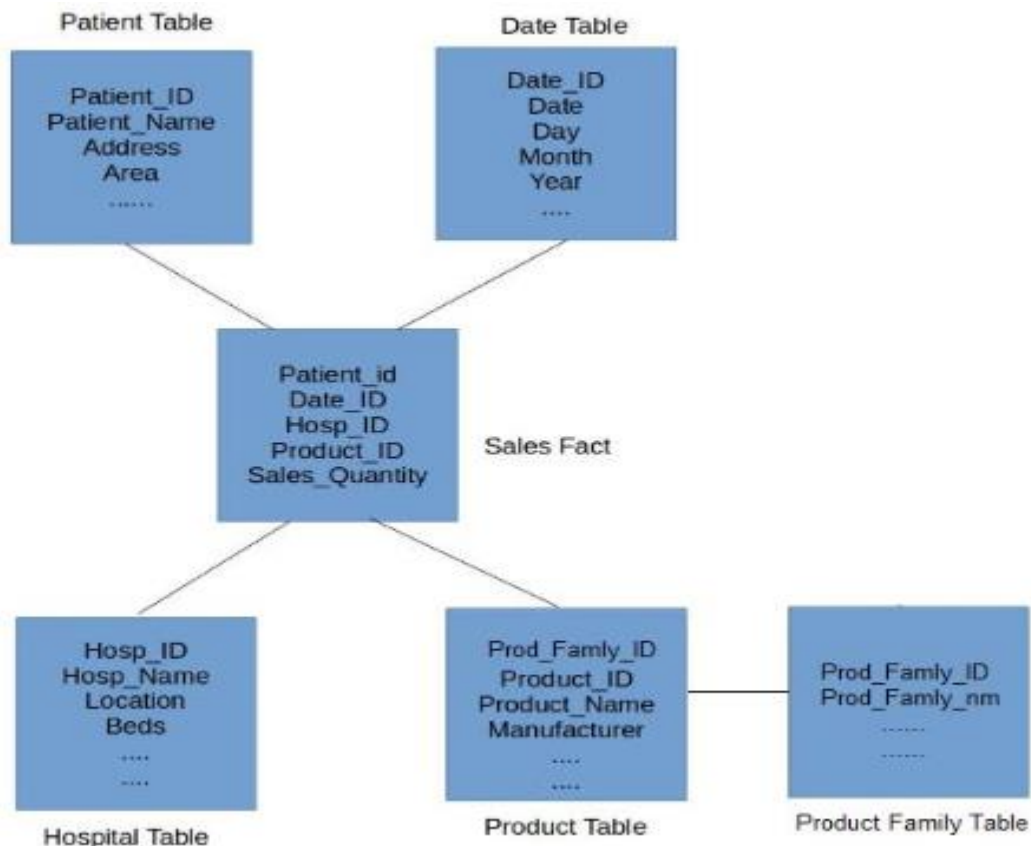 Patient Table
Patient_ID
Patient_Name
Address
Area
......
Date Table
Date_ID
Date
Day
Month
Year
....
Patient_id
Date_ID
Hosp_ID
Product_ID
Sales_Quantity
Sales Fact
Hosp_ID
Hosp_Name
Location
Beds
....
....
Hospital Table
Prod_Famly_ID
Product_ID
Product_Name
Manufacturer
....
....
Product Table
Prod_Famly_ID
Prod_Famly_nm
......
......
Product Family Table